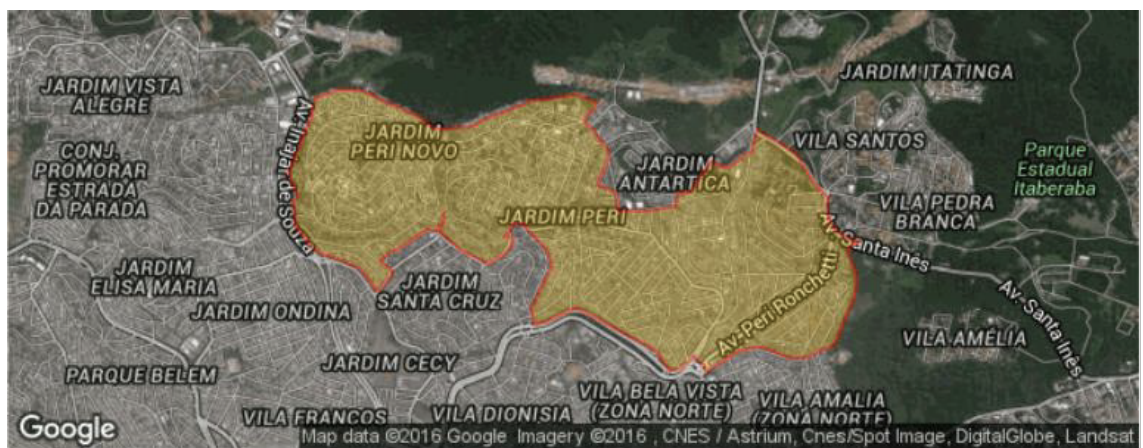 JARDIM VISTA
ALEGRE
CONJ.
PROMORAR
ESTRADA
DA PARADA
Av. Inajar de Souza
JARDIM
PERI NOVO
JARDIM ITATINGA
JARDIM
ANTARTICA
VILA SANTOS
Parque
Estadual
Itaberaba
JARDIM PERI
VILA PEDRA
BRANCA
Av. Santa Inês
Av. Santa Inês
Av. Peri Ronchetti
JARDIM
ELISA MARIA
JARDIM
SANTA CRUZ
JARDIM ONDINA
VILA AMÉLIA
JARDIM CECY
PARQUE BELEM
VILA BELA VISTA
(ZONA NORTE)
VILA AMALIA
(ZONA NORTE)
VILA FRANCOS
VILA DIONISIA
Google
Map data ©2016 Google Imagery ©2016 , CNES / Astrium, Cnes/Spot Image, DigitalGlobe, Landsat